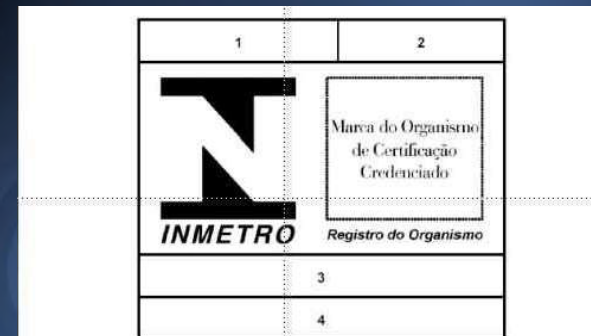 1 2
Marca do Organismo
de Certificação
Credenciado
INMETRO Registro do Organismo
3
4